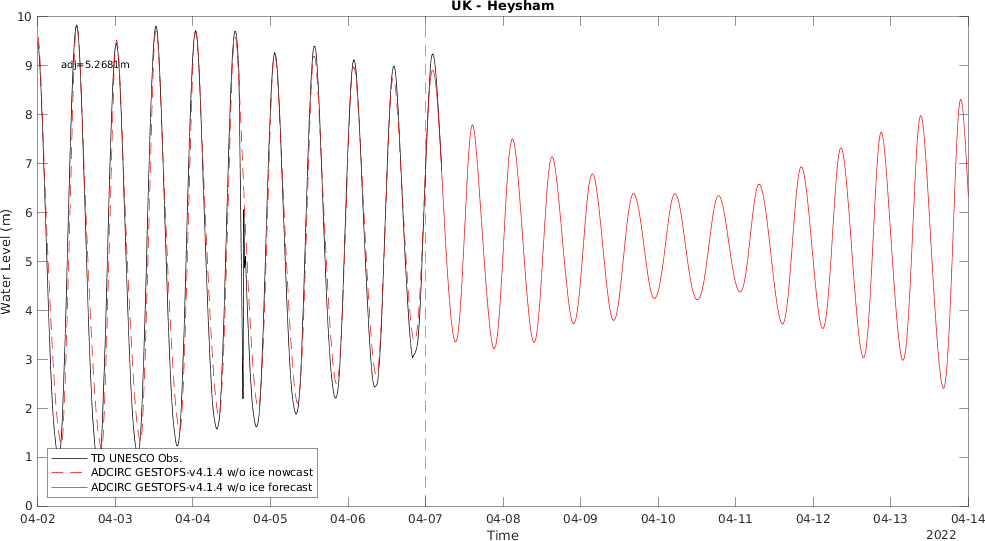 UK - Heysham
10
9
8
7
6
5
4
3
2
1
0
Water Level (m)
adj=5.2681m
TD UNESCO Obs.
ADCIRC GESTOFS-v4.1.4 w/o ice nowcast
ADCIRC GESTOFS-v4.1.4 w/o ice forecast
04-02 04-03 04-04 04-05 04-06 04-07 04-08 04-09 04-10 04-11 04-12 04-13 04-14
Time
2022